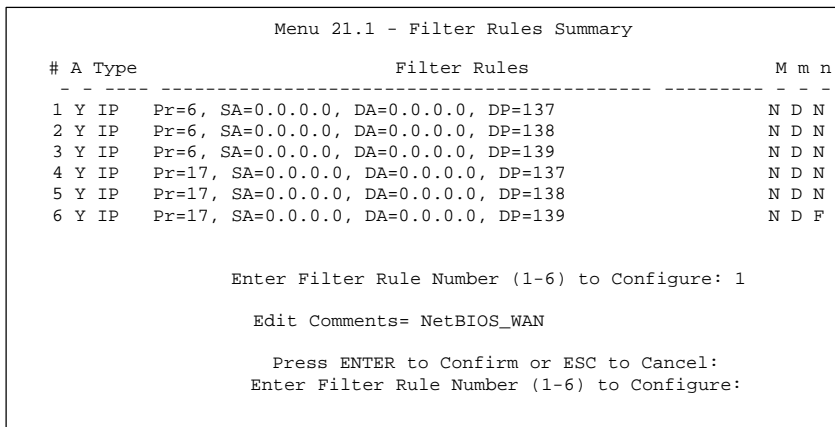 Menu 21.1 - Filter Rules Summary
# A Type Filter Rules M m n
- - ---- -------------------------------------------- --------- - - -
1 Y IP Pr=6, SA=0.0.0.0, DA=0.0.0.0, DP=137 N D N
2 Y IP Pr=6, SA=0.0.0.0, DA=0.0.0.0, DP=138 N D N
3 Y IP Pr=6, SA=0.0.0.0, DA=0.0.0.0, DP=139 N D N
4 Y IP Pr=17, SA=0.0.0.0, DA=0.0.0.0, DP=137 N D N
5 Y IP Pr=17, SA=0.0.0.0, DA=0.0.0.0, DP=138 N D N
6 Y IP Pr=17, SA=0.0.0.0, DA=0.0.0.0, DP=139 N D F
Enter Filter Rule Number (1-6) to Configure: 1
Edit Comments= NetBIOS_WAN
Press ENTER to Confirm or ESC to Cancel:
Enter Filter Rule Number (1-6) to Configure: